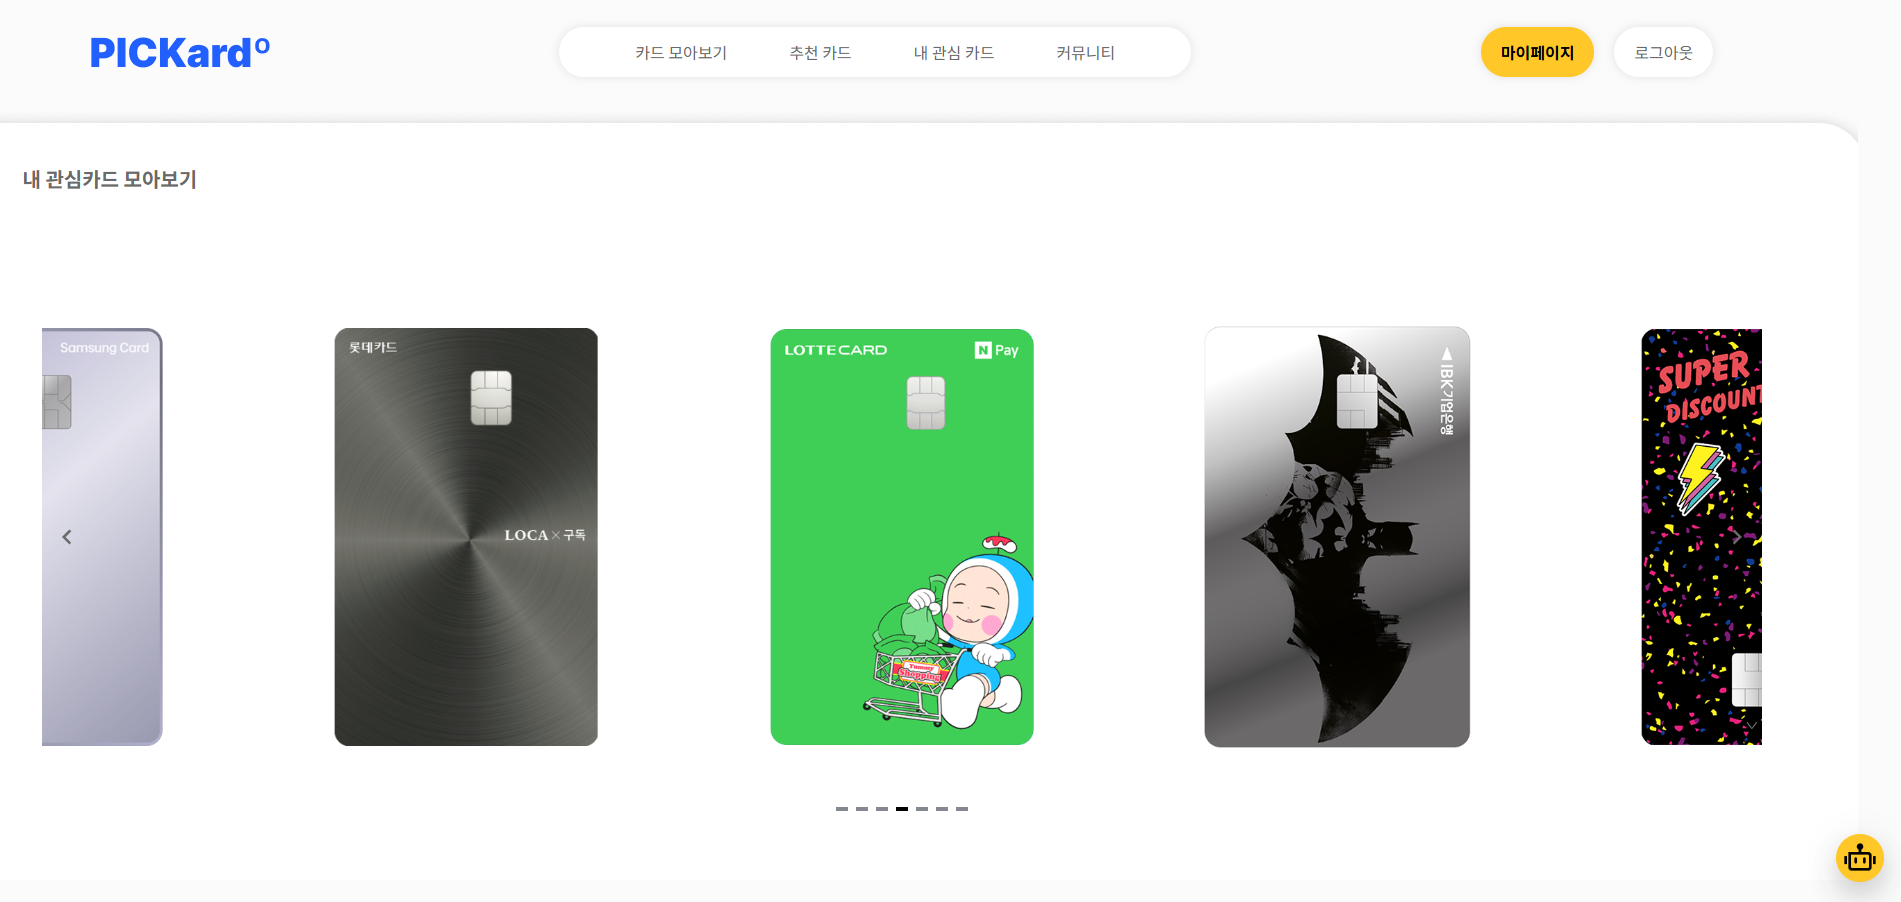 PICKardº
카드 모아보기 추천 카드 내 관심 카드 커뮤니티
마이페이지 로그아웃
내 관심카드 모아보기
Samsung Card
롯데카드
LOCA × 구독
LOTTE CARD
N Pay
Yummy
Shopping
IBK기업은행
SUPER
DISCOUNT